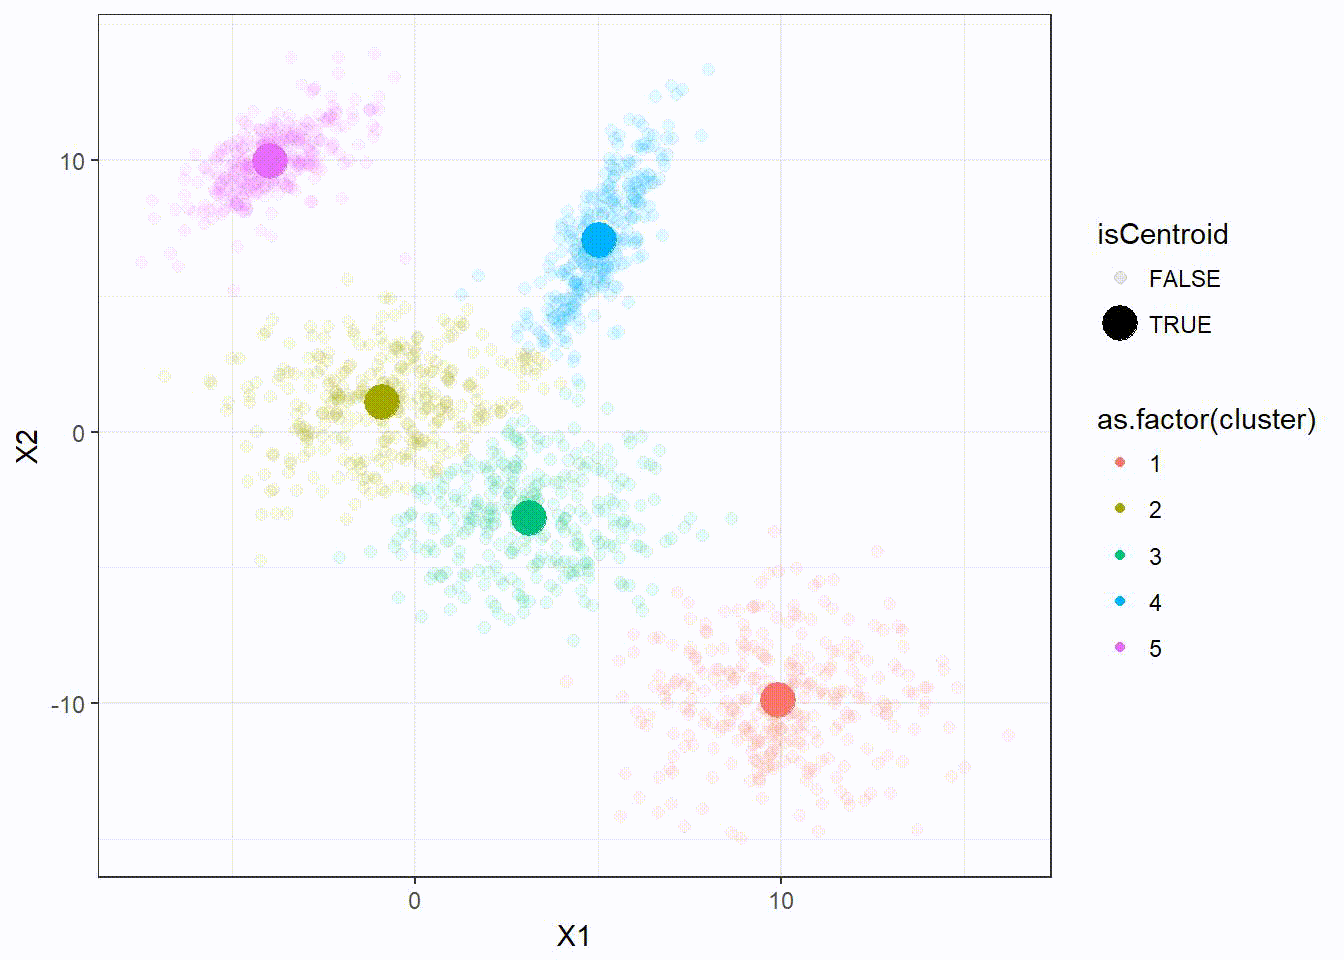 10
0
-10
X2
0
10
X1
isCentroid
FALSE
TRUE
as.factor(cluster)
1
2
3
4
5